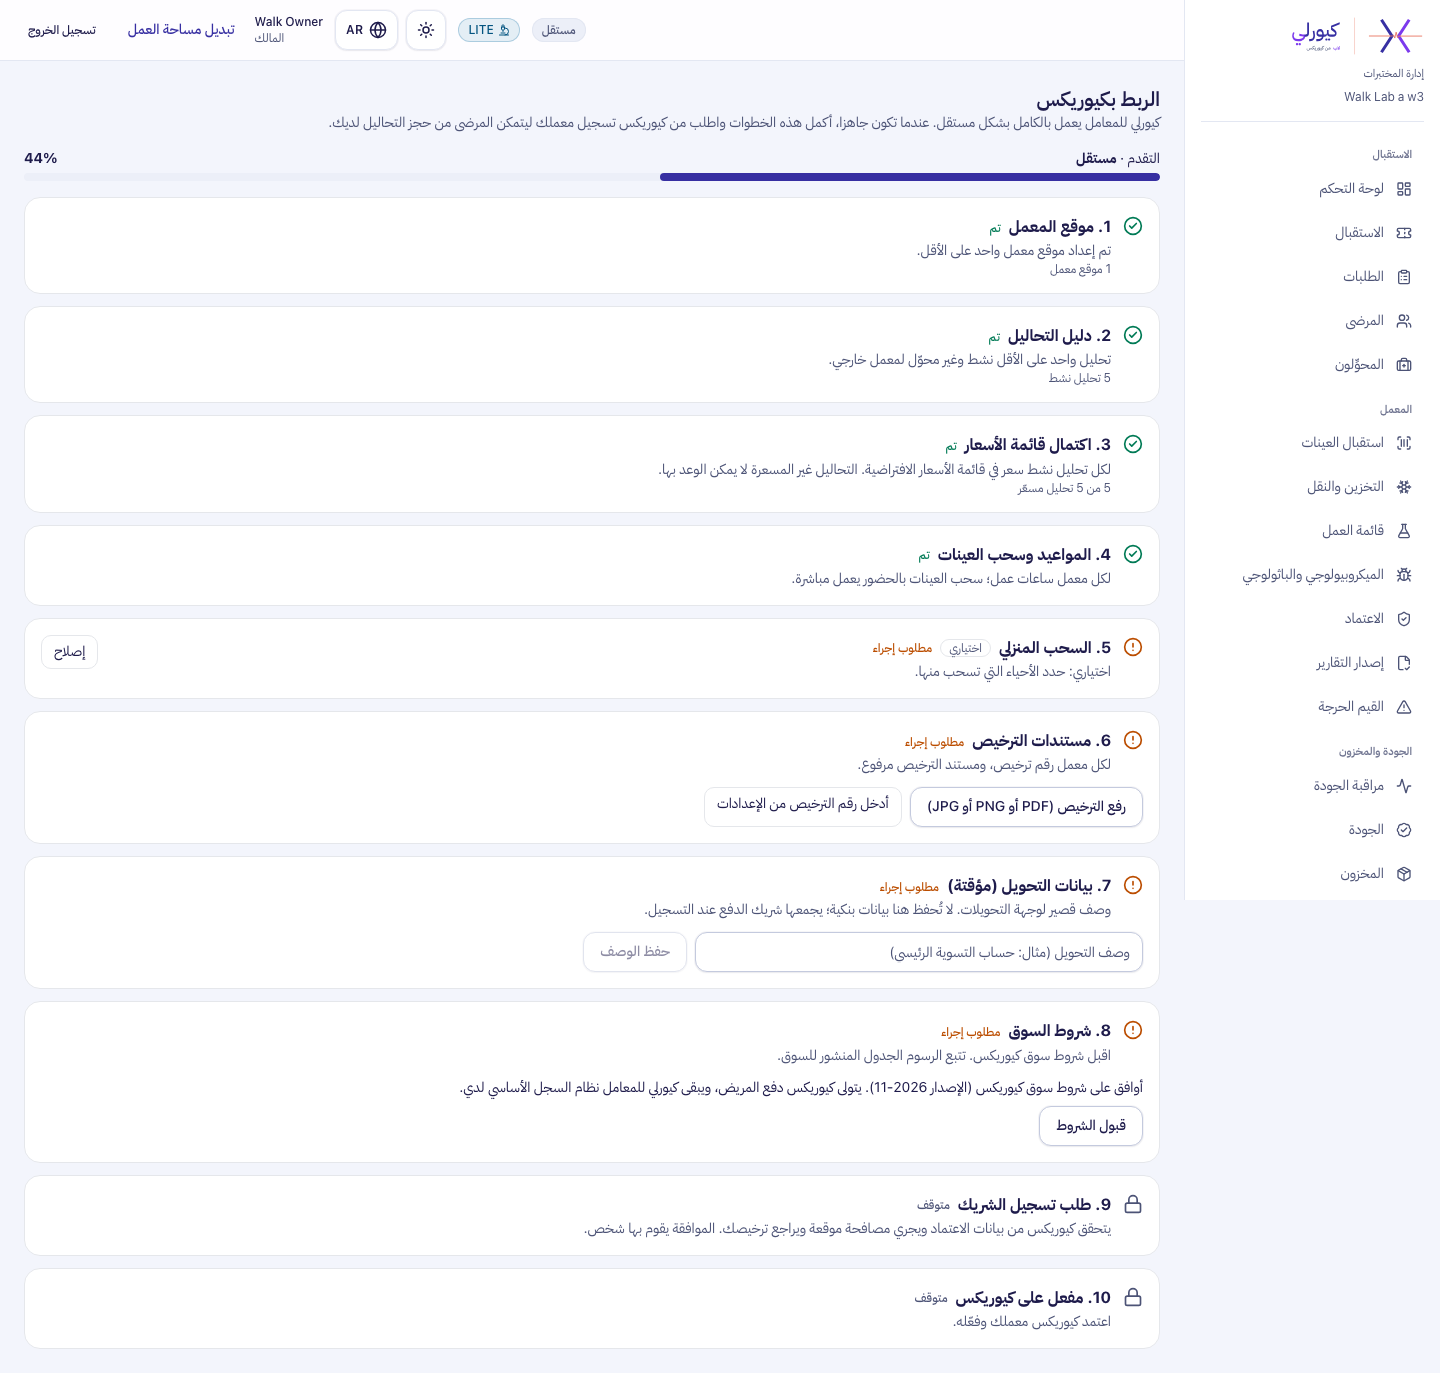 كيورلي
لاب من كيوريكس
إدارة المختبرات
Walk Lab a w3
الاستقبال
لوحة التحكم
الاستقبال
الطلبات
المرضى
المحوّلون
المعمل
استقبال العينات
التخزين والنقل
قائمة العمل
الميكروبيولوجي والباثولوجي
الاعتماد
إصدار التقارير
القيم الحرجة
الجودة والمخزون
مراقبة الجودة
الجودة
المخزون
مستقل
LITE
AR
Walk Owner
المالك
تبديل مساحة العمل
تسجيل الخروج
الربط بكيوريكس
كيورلي للمعامل يعمل بالكامل بشكل مستقل. عندما تكون جاهزا، أكمل هذه الخطوات واطلب من كيوريكس تسجيل معملك ليتمكن المرضى من حجز التحاليل لديك.
التقدم · مستقل
44%
1. موقع المعمل تم
تم إعداد موقع معمل واحد على الأقل.
1 موقع معمل
2. دليل التحاليل تم
تحليل واحد على الأقل نشط وغير محوّل لمعمل خارجي.
5 تحليل نشط
3. اكتمال قائمة الأسعار تم
لكل تحليل نشط سعر في قائمة الأسعار الافتراضية. التحاليل غير المسعرة لا يمكن الوعد بها.
5 من 5 تحليل مسعّر
4. المواعيد وسحب العينات تم
لكل معمل ساعات عمل؛ سحب العينات بالحضور يعمل مباشرة.
5. السحب المنزلي اختياري مطلوب إجراء
اختياري: حدد الأحياء التي تسحب منها.
إصلاح
6. مستندات الترخيص مطلوب إجراء
لكل معمل رقم ترخيص، ومستند الترخيص مرفوع.
رفع الترخيص (PDF أو PNG أو JPG)
أدخل رقم الترخيص من الإعدادات
7. بيانات التحويل (مؤقتة) مطلوب إجراء
وصف قصير لوجهة التحويلات. لا تُحفظ هنا بيانات بنكية؛ يجمعها شريك الدفع عند التسجيل.
وصف التحويل (مثال: حساب التسوية الرئيسي)
حفظ الوصف
8. شروط السوق مطلوب إجراء
اقبل شروط سوق كيوريكس. تتبع الرسوم الجدول المنشور للسوق.
أوافق على شروط سوق كيوريكس (الإصدار 2026-11). يتولى كيوريكس دفع المريض، ويبقى كيورلي للمعامل نظام السجل الأساسي لدي.
قبول الشروط
9. طلب تسجيل الشريك متوقف
يتحقق كيوريكس من بيانات الاعتماد ويجري مصافحة موقعة ويراجع ترخيصك. الموافقة يقوم بها شخص.
10. مفعل على كيوريكس متوقف
اعتمد كيوريكس معملك وفعّله.